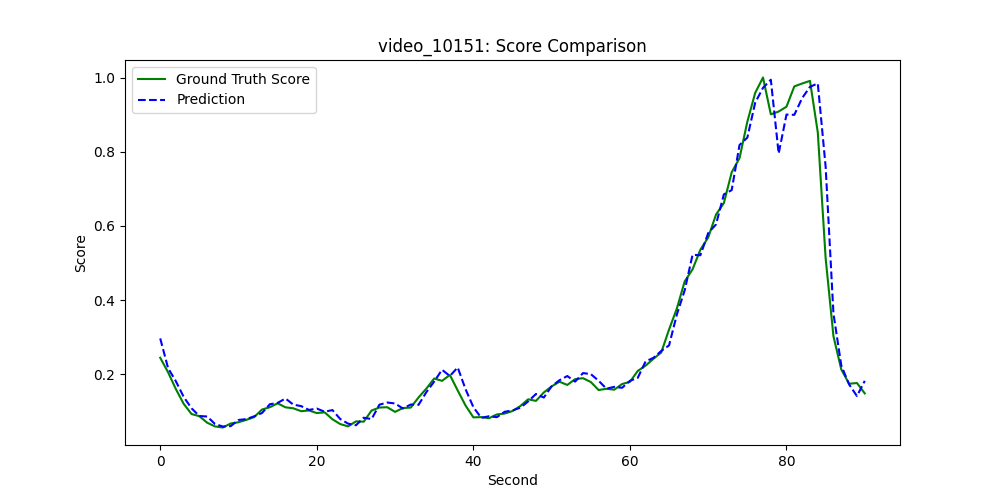 video_10151: Score Comparison
Ground Truth Score
Prediction
1.0
0.8
0.6
0.4
0.2
Score
0 20 40 60 80
Second